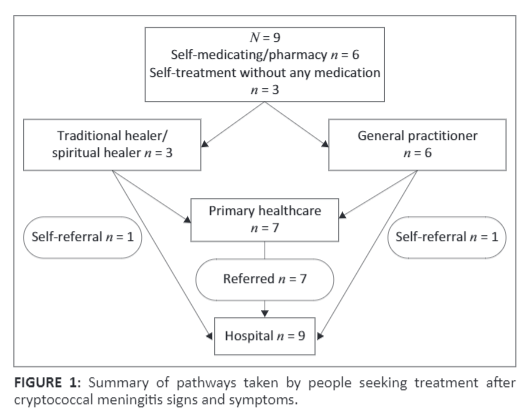 N = 9
Self-medicating/pharmacy n = 6
Self-treatment without any medication
n = 3
Traditional healer/
spiritual healer n = 3
General practitioner
n = 6
Primary healthcare
n = 7
Self-referral n = 1
Self-referral n = 1
Referred n = 7
Hospital n = 9
FIGURE 1: Summary of pathways taken by people seeking treatment after
cryptococcal meningitis signs and symptoms.